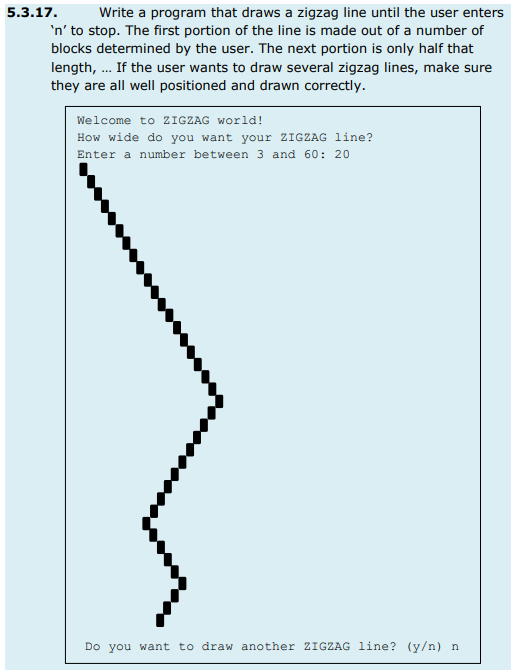 5.3.17. Write a program that draws a zigzag line until the user enters
‘n’ to stop. The first portion of the line is made out of a number of
blocks determined by the user. The next portion is only half that
length, … If the user wants to draw several zigzag lines, make sure
they are all well positioned and drawn correctly.
Welcome to ZIGZAG world!
How wide do you want your ZIGZAG line?
Enter a number between 3 and 60: 20
Do you want to draw another ZIGZAG line? (y/n) n